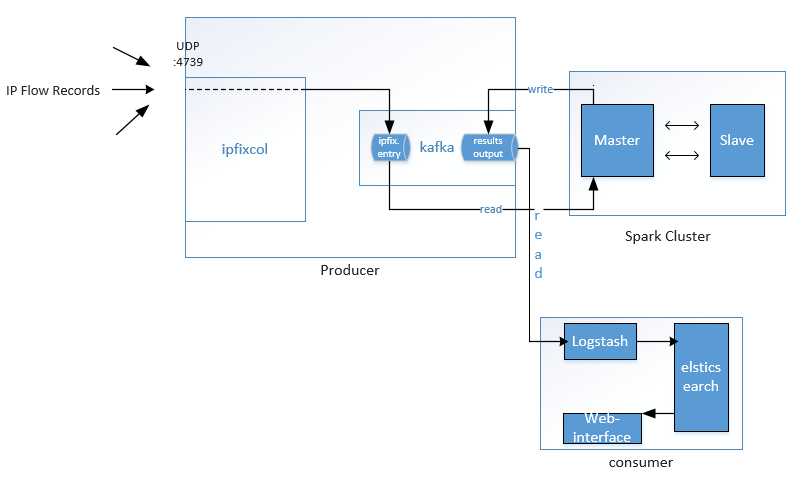 UDP
:4739
IP Flow Records
ipfixcol
ipfix.
entry
kafka
results
output
write
Master
Slave
read
Spark Cluster
r
e
a
d
Producer
Logstash
elstics
earch
Web-
interface
consumer